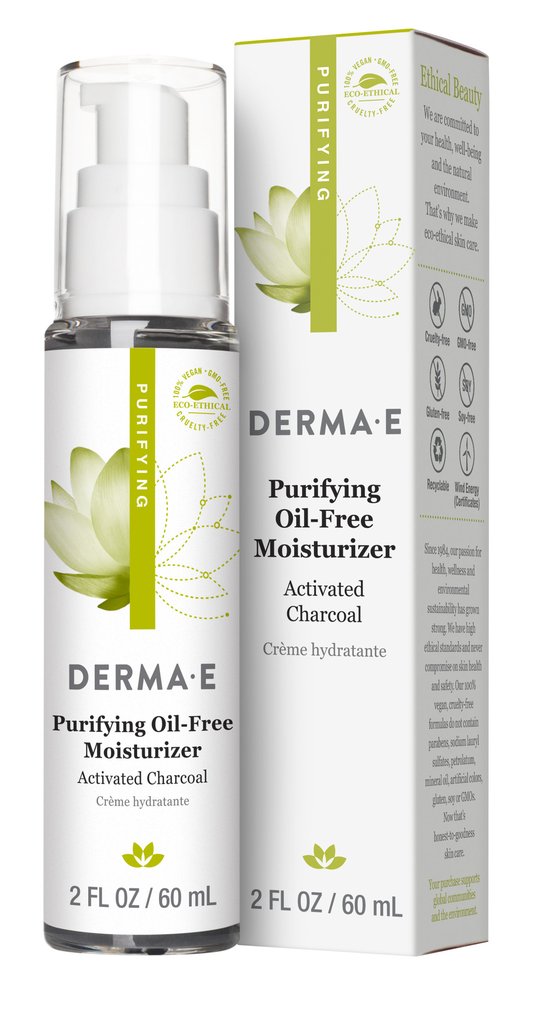 PURIFYING
100% VEGAN • GMO-FREE
ECO-ETHICAL
CRUELTY-FREE
DERMA·E
Purifying Oil-Free
Moisturizer
Activated Charcoal
Crème hydratante
2 FL OZ / 60 mL
PURIFYING
100% VEGAN • GMO-FREE
ECO-ETHICAL
CRUELTY-FREE
DERMA·E
Purifying
Oil-Free
Moisturizer
Activated
Charcoal
Crème hydratante
2 FL OZ / 60 mL
Ethical Beauty
We are committed to
your health, well-being
and the natural
environment.
That's why we make
eco-ethical skin care.
GMO
Cruelty-free
GMO-free
SOY
Gluten-free
Soy-free
Recyclable
Wind Energy
(Certificates)
Since 1984, our passion for
health, wellness and
environmental
sustainability has grown
strong. We have high
ethical standards and never
compromise on skin health
and safety. Our 100%
vegan, cruelty-free
formulas do not contain
parabens, sodium lauryl
sulfates, petrolatum,
mineral oil, artificial colors,
gluten, soy or GMOs.
Now that's
honest-to-goodness
skin care.
Your purchase supports
global communities
and the environment.